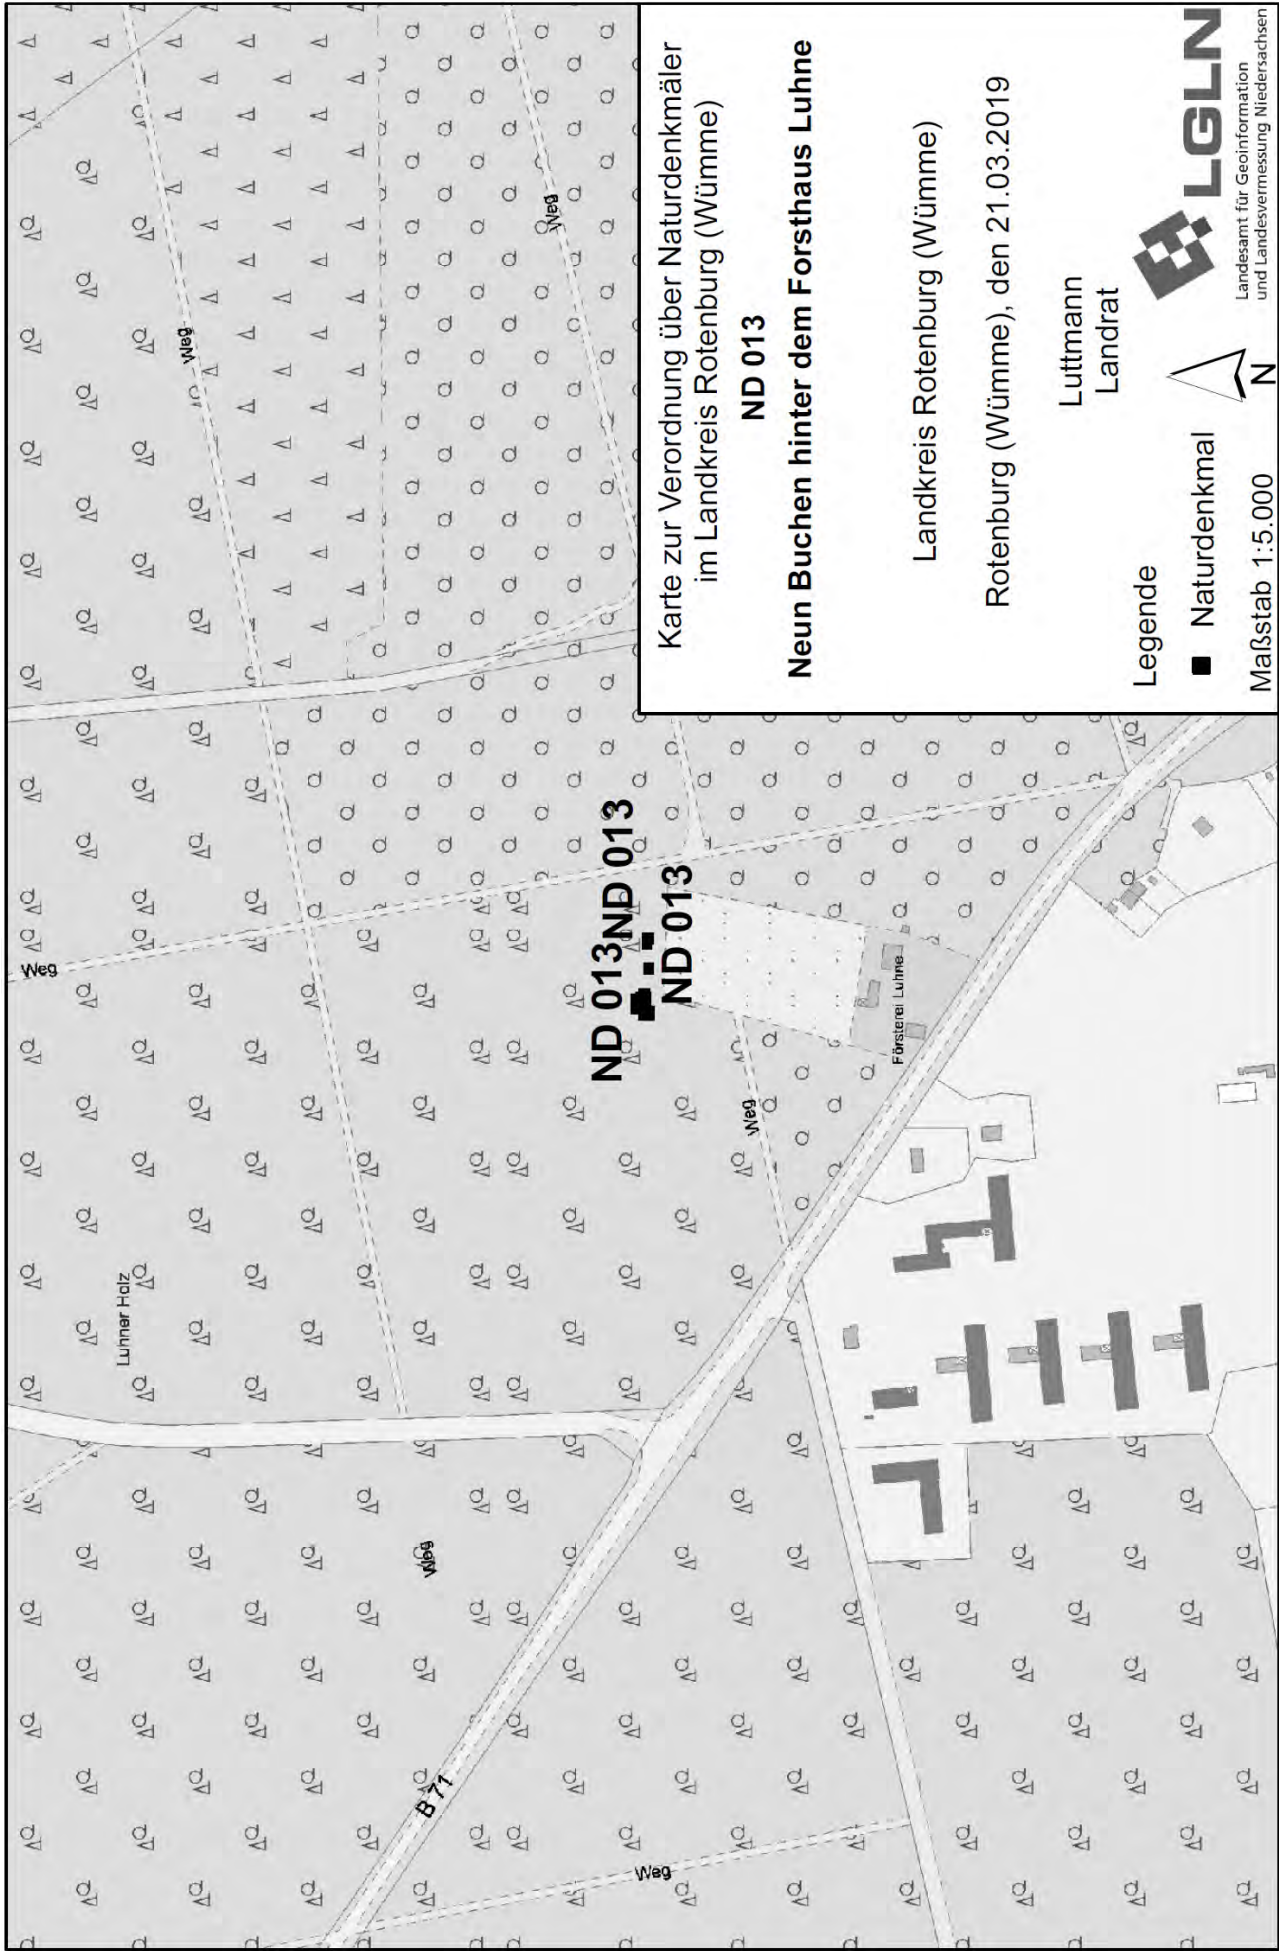 Karte zur Verordnung über Naturdenkmäler
im Landkreis Rotenburg (Wümme)
ND 013
Neun Buchen hinter dem Forsthaus Luhne
Landkreis Rotenburg (Wümme)
Rotenburg (Wümme), den 21.03.2019
Luttmann
Landrat
Legende
Naturdenkmal
Maßstab 1:5.000
N
LGLN
Landesamt für Geoinformation
und Landesvermessung Niedersachsen
Weg
Weg
Weg
ND 013
ND 013
ND 013
Försterei Luhne
Weg
Lunner Holz
Weg
B 71
Weg